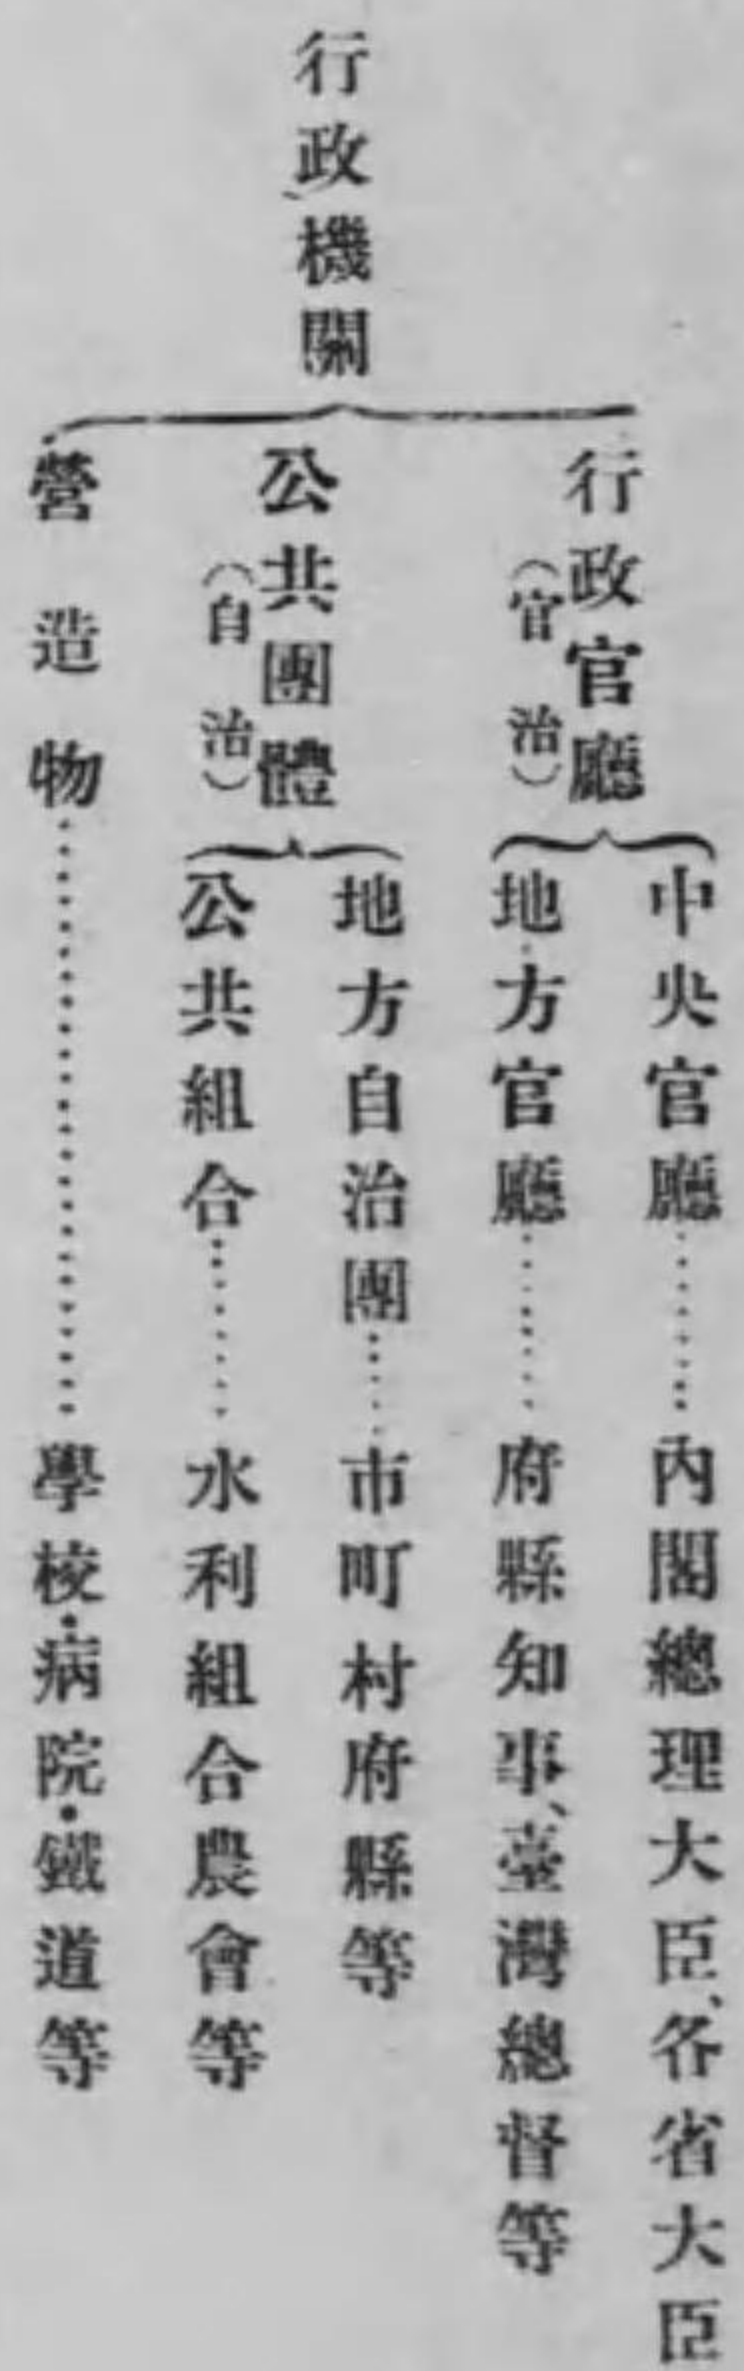 行政機關
行政官廳
（官治）
中央官廳………內閣總理大臣、各省大臣
地方官廳………府縣知事、臺灣總督等
公共團體
（自治）
地方自治團……市町村府縣等
公共組合………水利組合農會等
營造物………………………學校・病院・鐵道等